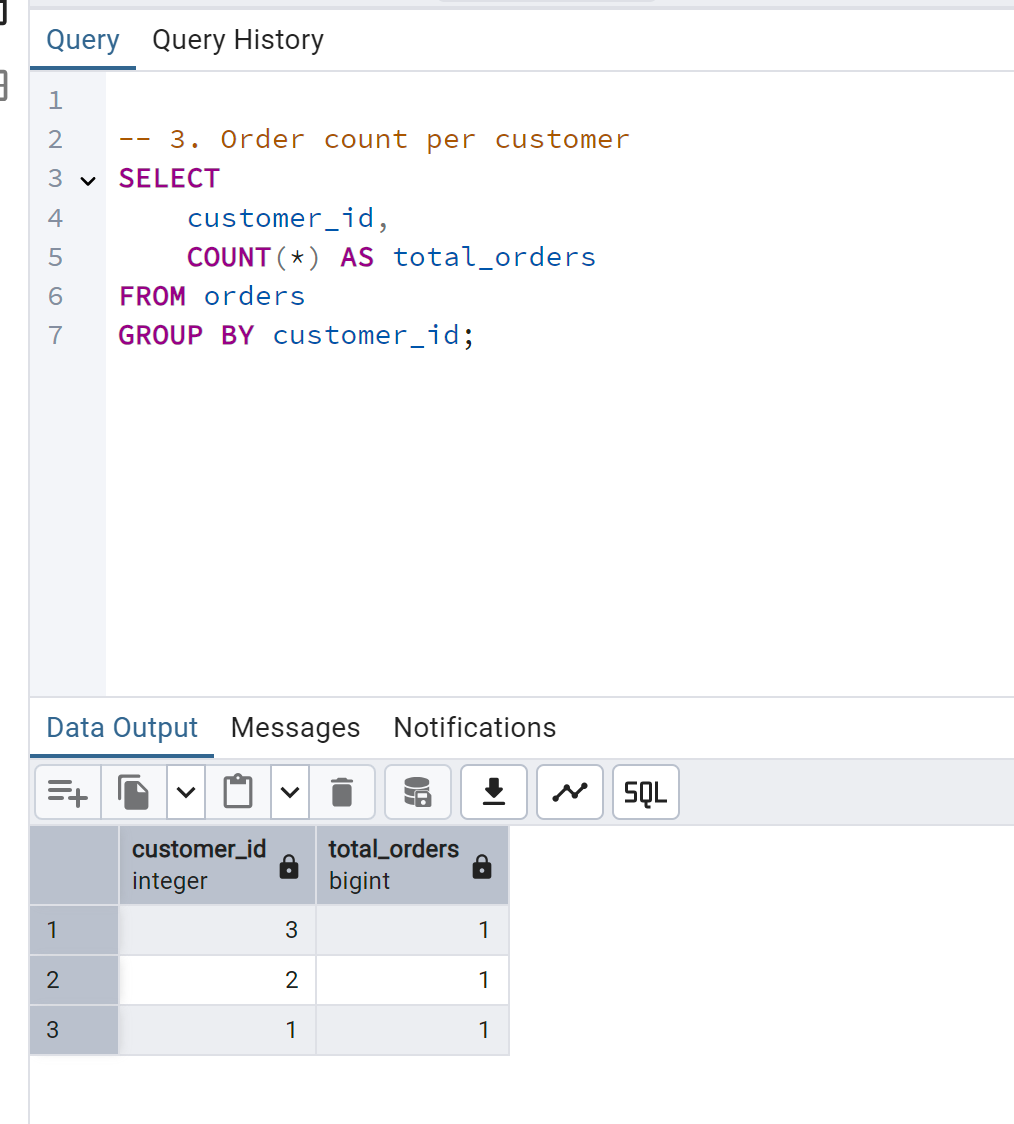 Query Query History
1
2 -- 3. Order count per customer
3 SELECT
4 customer_id,
5 COUNT(*) AS total_orders
6 FROM orders
7 GROUP BY customer_id;
Data Output Messages Notifications
SQL
customer_id total_orders
integer bigint
1 3 1
2 2 1
3 1 1